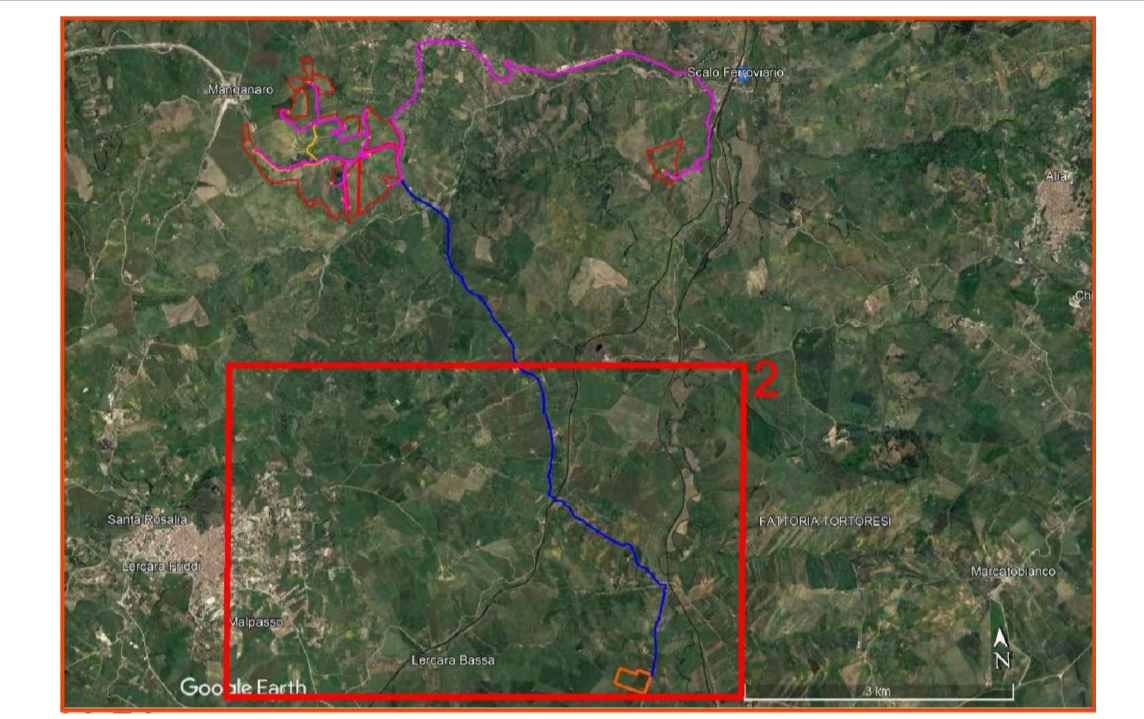 Scalo Ferroviario
Manganaro
Alia
Chi
2
Santa Rosalia
FATTORIA TORTORESI
Lercara Friddi
Marcatobianco
Malpasso
N
Lercara Bassa
Google Earth
3 km